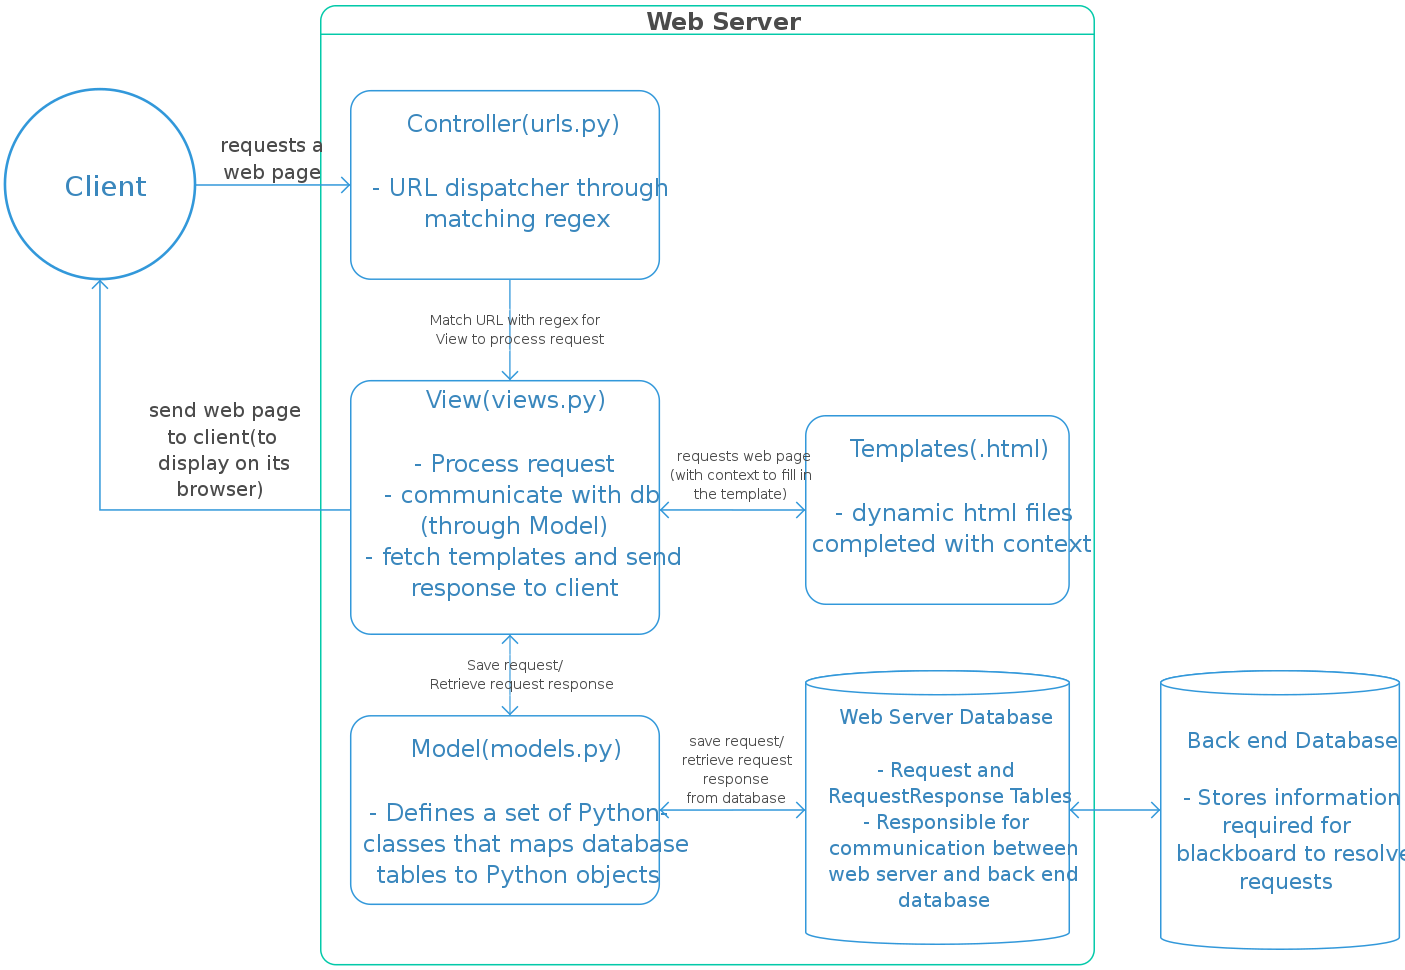 Web Server
Client
requests a
web page
Controller(urls.py)
- URL dispatcher through
matching regex
Match URL with regex for
View to process request
send web page
to client(to
display on its
browser)
View(views.py)
- Process request
- communicate with db
(through Model)
- fetch templates and send
response to client
requests web page
(with context to fill in
the template)
Templates(.html)
- dynamic html files
completed with context
Save request/
Retrieve request response
Model(models.py)
- Defines a set of Python
classes that maps database
tables to Python objects
save request/
retrieve request
response
from database
Web Server Database
- Request and
RequestResponse Tables
- Responsible for
communication between
web server and back end
database
Back end Database
- Stores information
required for
blackboard to resolve
requests